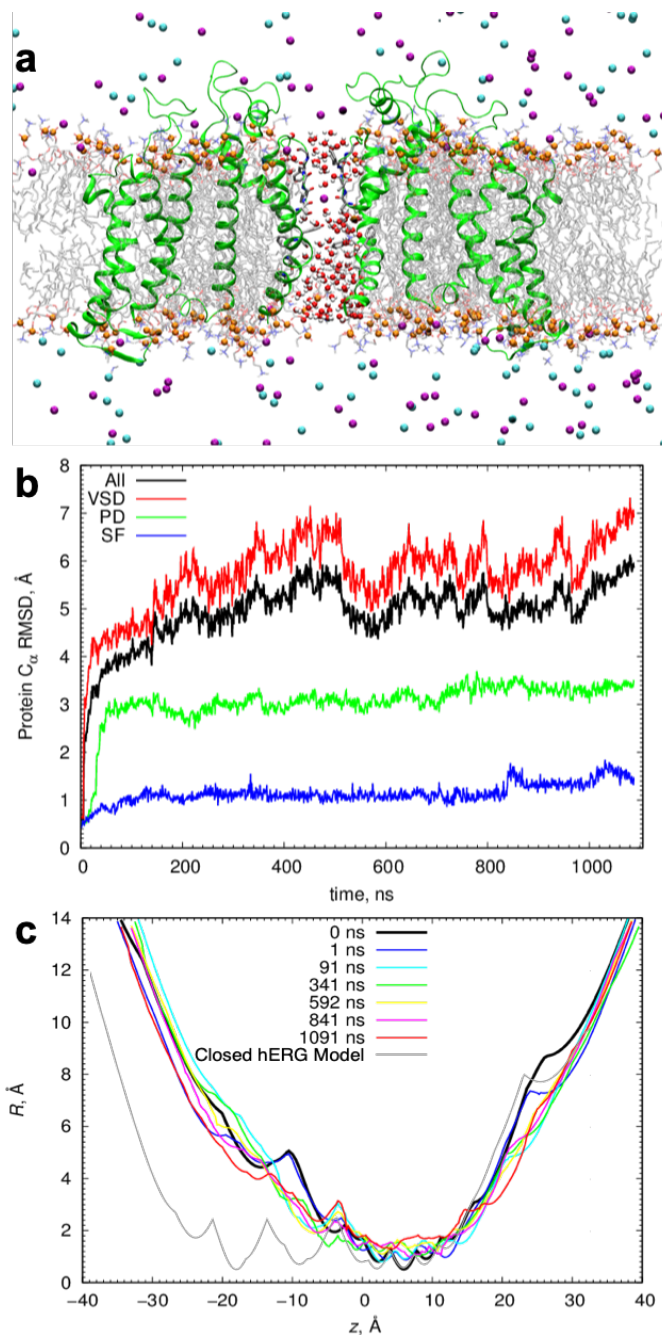 a
b
8
7
6
5
4
3
2
1
0
Protein Cα RMSD, Å
All
VSD
PD
SF
0 200 400 600 800 1000
time, ns
c
14
12
10
8
6
4
2
0
R, Å
0 ns
1 ns
91 ns
341 ns
592 ns
841 ns
1091 ns
Closed hERG Model
−40 −30 −20 −10 0 10 20 30 40
z, Å